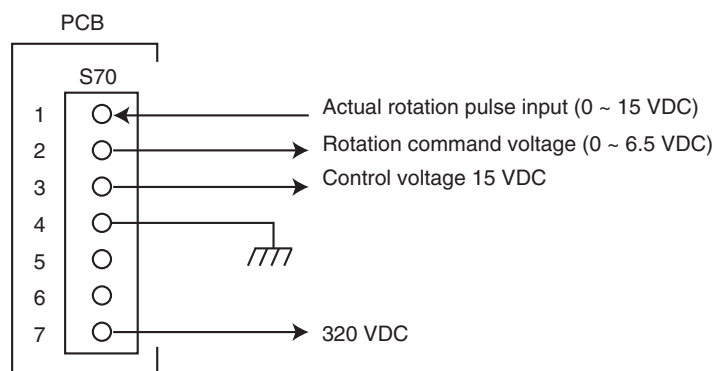 PCB
S70
1 Actual rotation pulse input (0 ~ 15 VDC)
2 Rotation command voltage (0 ~ 6.5 VDC)
3 Control voltage 15 VDC
4
5
6
7 320 VDC